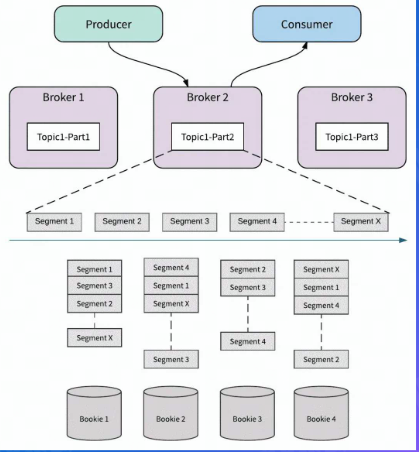 Producer
Consumer
Broker 1
Broker 2
Broker 3
Topic1-Part1
Topic1-Part2
Topic1-Part3
Segment 1
Segment 2
Segment 3
Segment 4
Segment X
Segment 1
Segment 3
Segment 2
Segment X
Segment 4
Segment 1
Segment X
Segment 3
Segment 2
Segment 3
Segment 4
Segment X
Segment 1
Segment 4
Segment 2
Bookie 1
Bookie 2
Bookie 3
Bookie 4